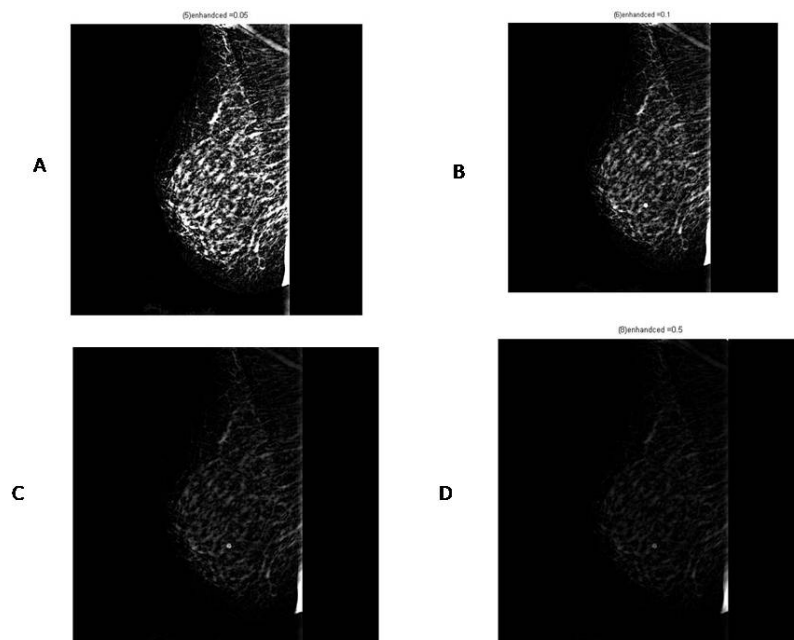 (5)enhandced =0.05
(6)enhandced =0.1
A
B
(8)enhandced =0.5
C
D